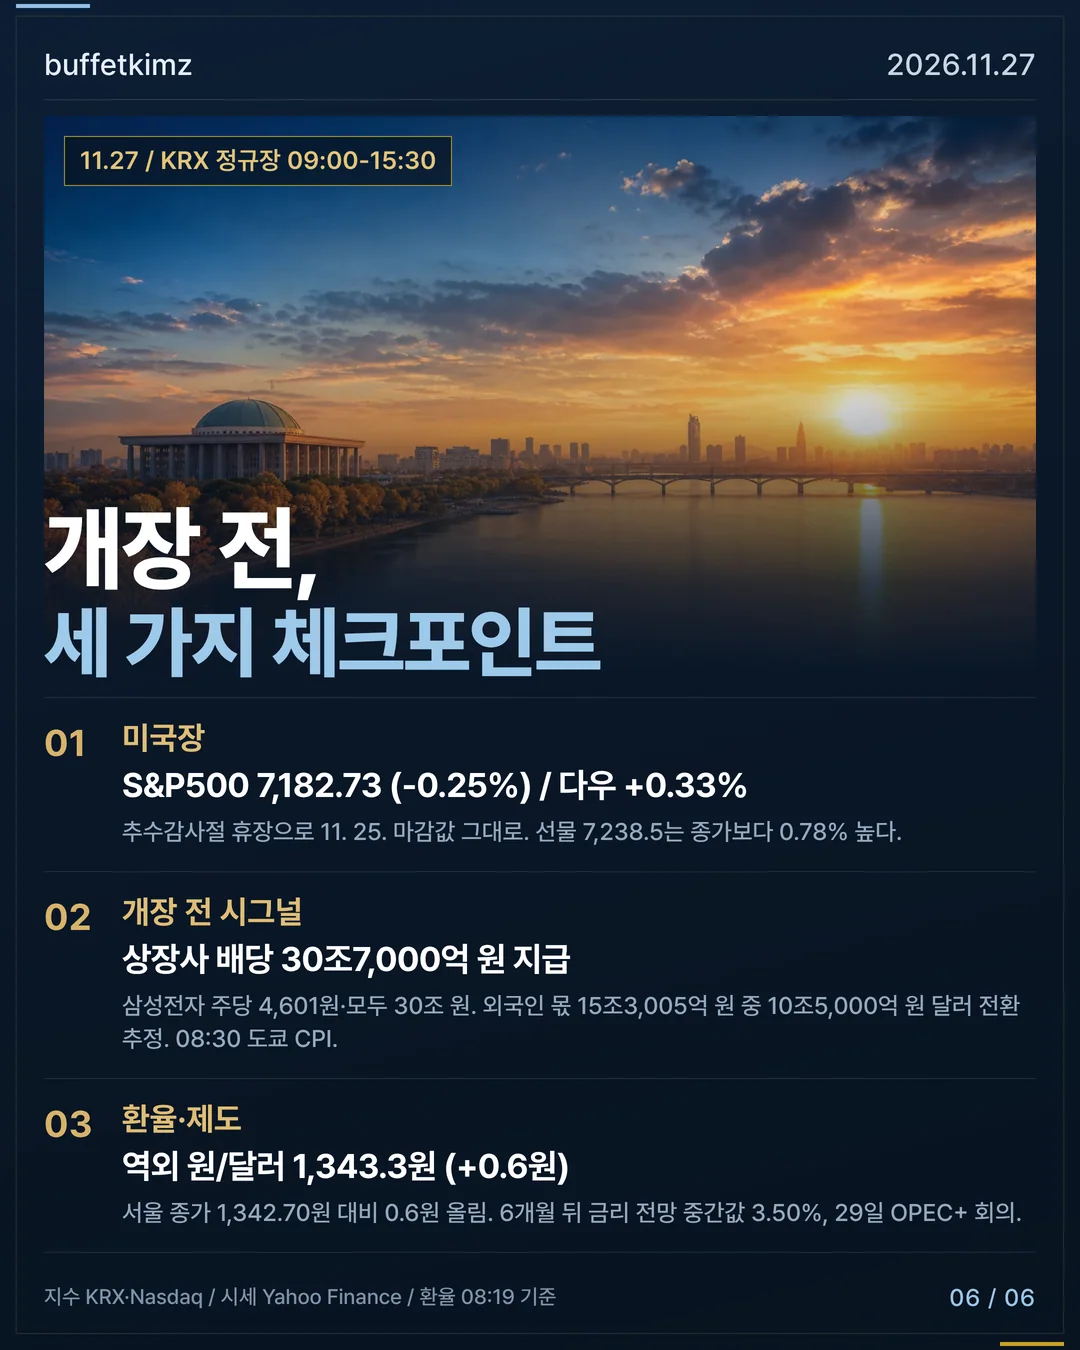 buffetkimz
2026.11.27
11.27 / KRX 정규장 09:00-15:30
개장 전,
세 가지 체크포인트
01
미국장
S&P500 7,182.73 (-0.25%) / 다우 +0.33%
추수감사절 휴장으로 11. 25. 마감값 그대로. 선물 7,238.5는 종가보다 0.78% 높다.
02
개장 전 시그널
상장사 배당 30조7,000억 원 지급
삼성전자 주당 4,601원·모두 30조 원. 외국인 몫 15조3,005억 원 중 10조5,000억 원 달러 전환
추정. 08:30 도쿄 CPI.
03
환율·제도
역외 원/달러 1,343.3원 (+0.6원)
서울 종가 1,342.70원 대비 0.6원 올림. 6개월 뒤 금리 전망 중간값 3.50%, 29일 OPEC+ 회의.
지수 KRX·Nasdaq / 시세 Yahoo Finance / 환율 08:19 기준
06 / 06